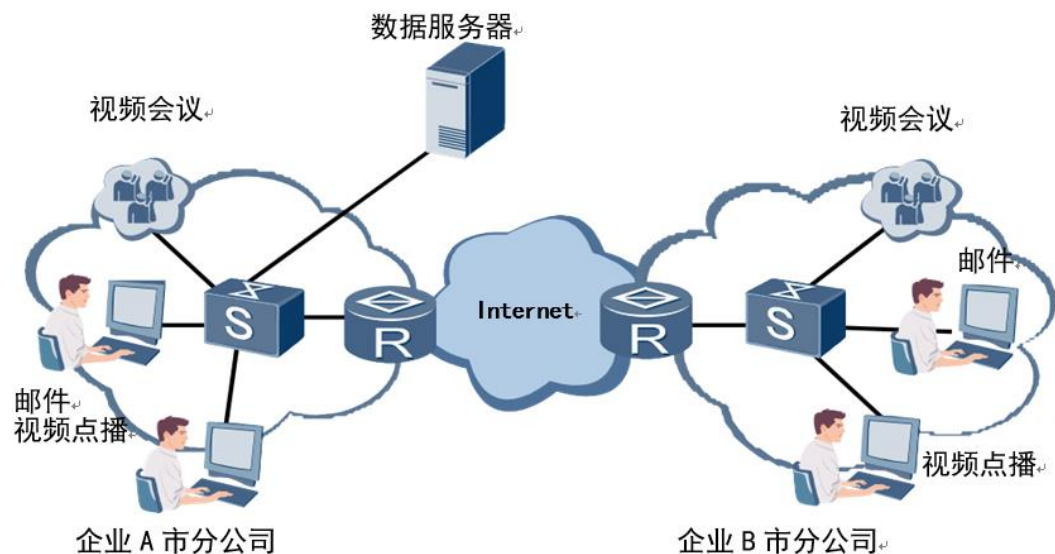 数据服务器
视频会议
视频会议
邮件
S
R
Internet
R
S
邮件
视频点播
视频点播
企业 A 市分公司
企业 B 市分公司